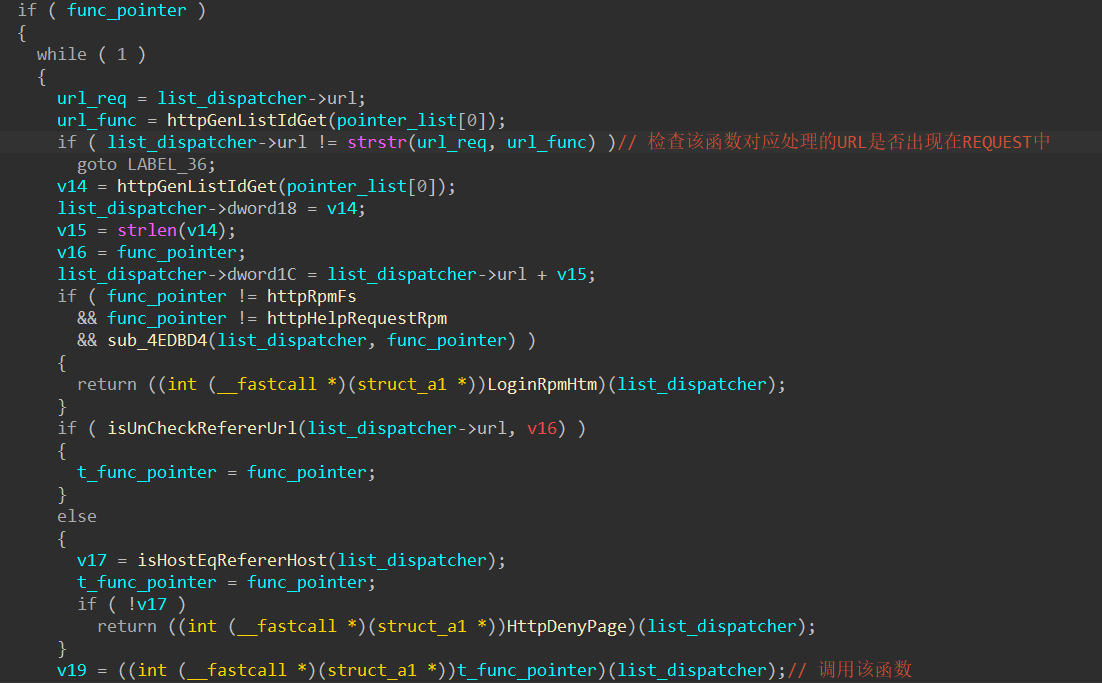 if ( func_pointer )
{
while ( 1 )
{
url_req = list_dispatcher->url;
url_func = httpGenListIdGet(pointer_list[0]);
if ( list_dispatcher->url != strstr(url_req, url_func) )// 检查该函数对应处理的URL是否出现在REQUEST中
goto LABEL_36;
v14 = httpGenListIdGet(pointer_list[0]);
list_dispatcher->dword18 = v14;
v15 = strlen(v14);
v16 = func_pointer;
list_dispatcher->dword1C = list_dispatcher->url + v15;
if ( func_pointer != httpRpmFs
&& func_pointer != httpHelpRequestRpm
&& sub_4EDBD4(list_dispatcher, func_pointer) )
{
return ((int (__fastcall *)(struct_a1 *))LoginRpmHtm)(list_dispatcher);
}
if ( isUnCheckRefererUrl(list_dispatcher->url, v16) )
{
t_func_pointer = func_pointer;
}
else
{
v17 = isHostEqRefererHost(list_dispatcher);
t_func_pointer = func_pointer;
if ( !v17 )
return ((int (__fastcall *)(struct_a1 *))HttpDenyPage)(list_dispatcher);
}
v19 = ((int (__fastcall *)(struct_a1 *))t_func_pointer)(list_dispatcher);// 调用该函数